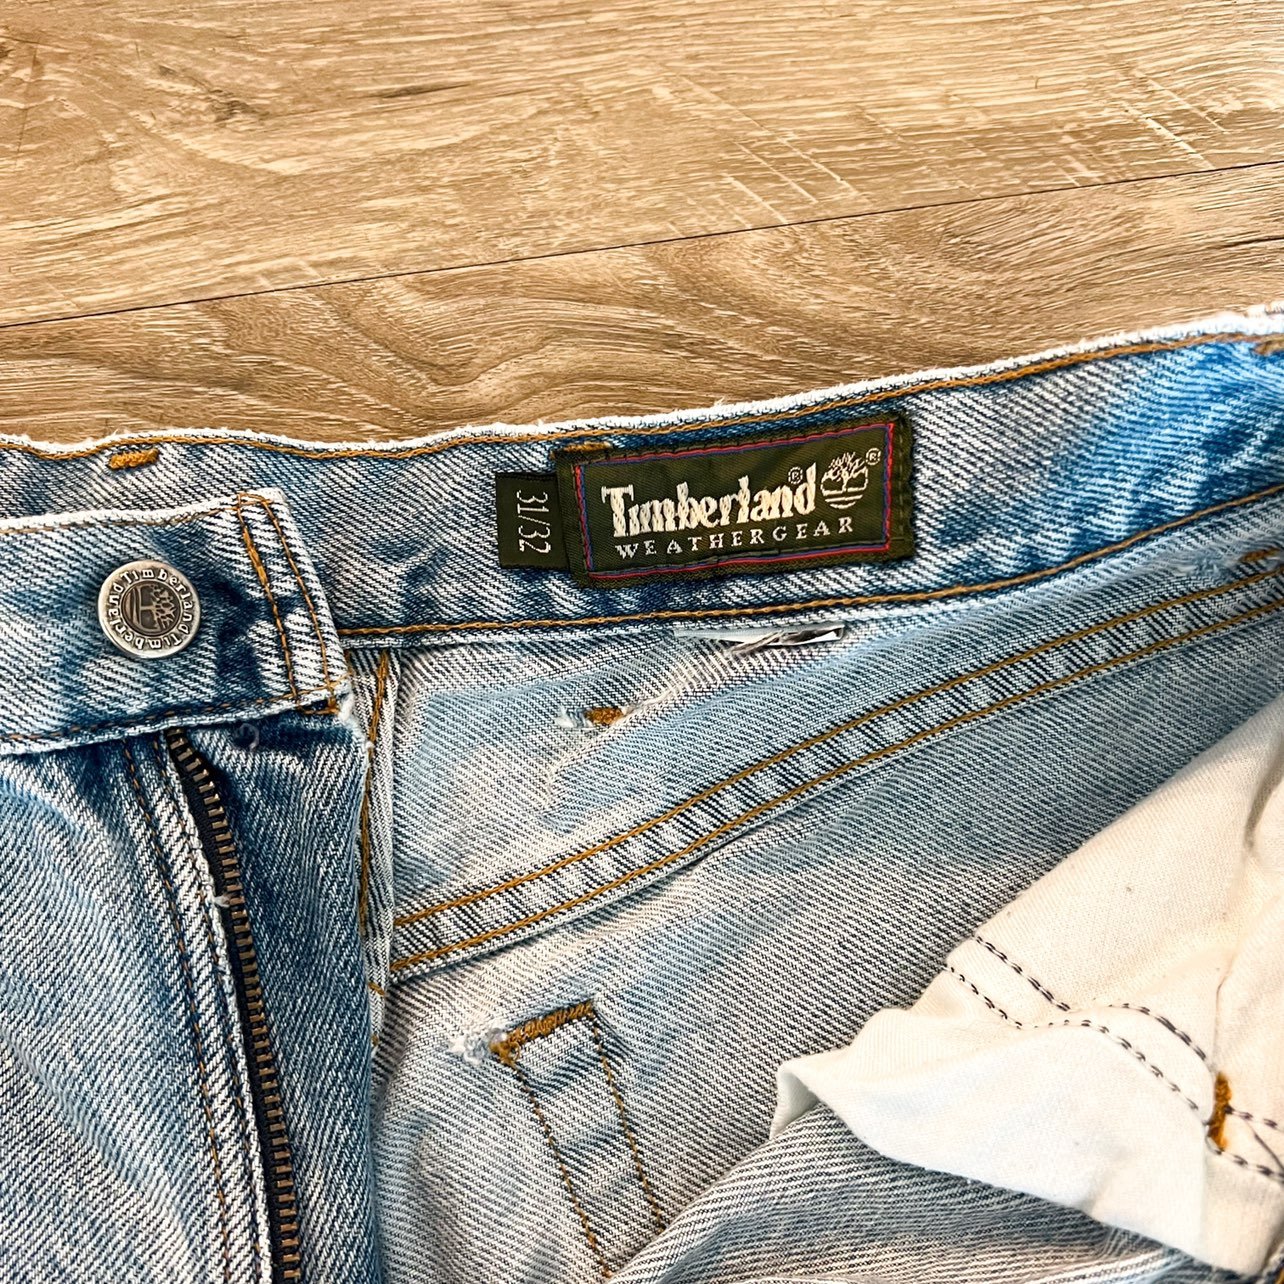 31/32
Timberland® ®
WEATHERGEAR
Timberland Timberland